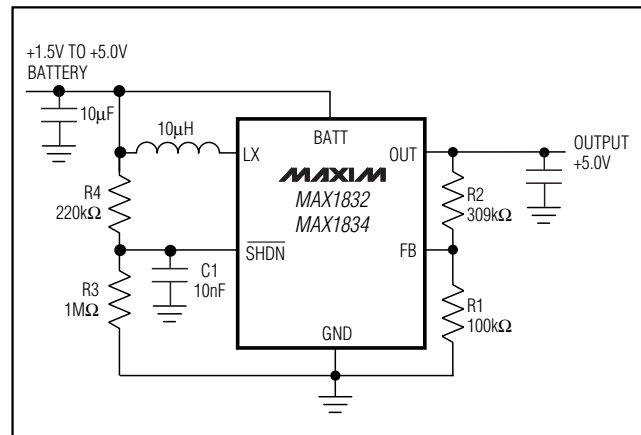 +1.5V TO +5.0V
BATTERY
10µF
10µH
LX
BATT
OUT
OUTPUT
+5.0V
MAXIM
MAX1832
MAX1834
R4
220kΩ
R2
309kΩ
SHDN
FB
C1
10nF
R3
1MΩ
R1
100kΩ
GND